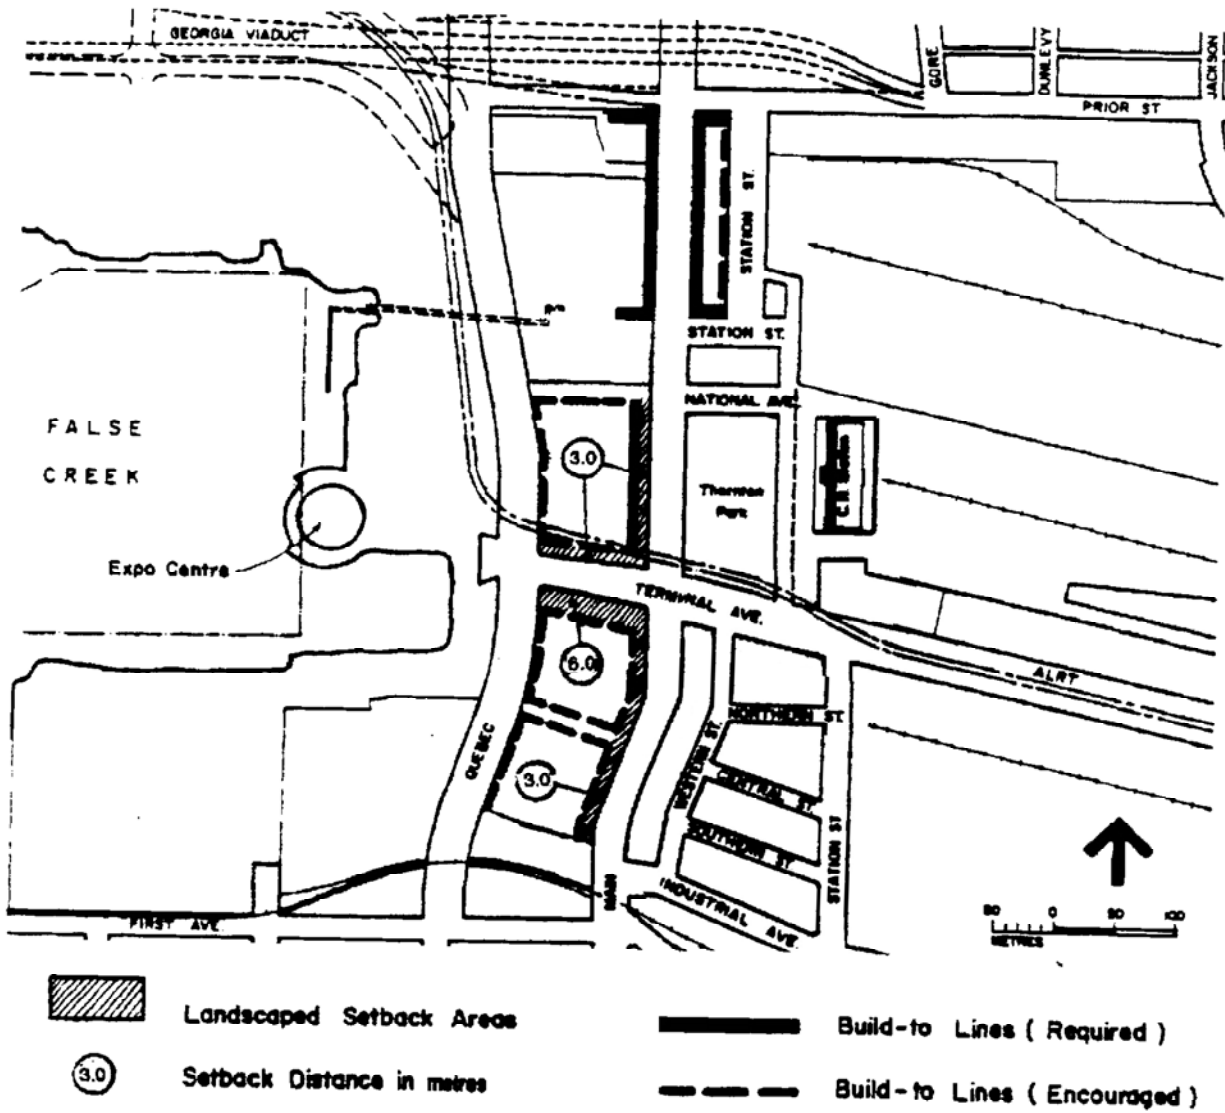 GEORGIA VIADUCT
GORE
DUNLEVY
JACKSON
PRIOR ST
STATION ST.
STATION ST.
NATIONAL AVE.
FALSE
CREEK
3.0
Thornton
Park
C.N. Station
Expo Centre
TERMINAL AVE.
6.0
ALRT
NORTHERN ST.
QUEBEC
WESTERN ST.
3.0
CENTRAL ST.
SOUTHERN ST.
STATION ST.
MAIN
INDUSTRIAL AVE.
FIRST AVE.
50 0 50 100
METRES
Landscaped Setback Areas
Build-to Lines ( Required )
3.0 Setback Distance in metres
Build-to Lines ( Encouraged )